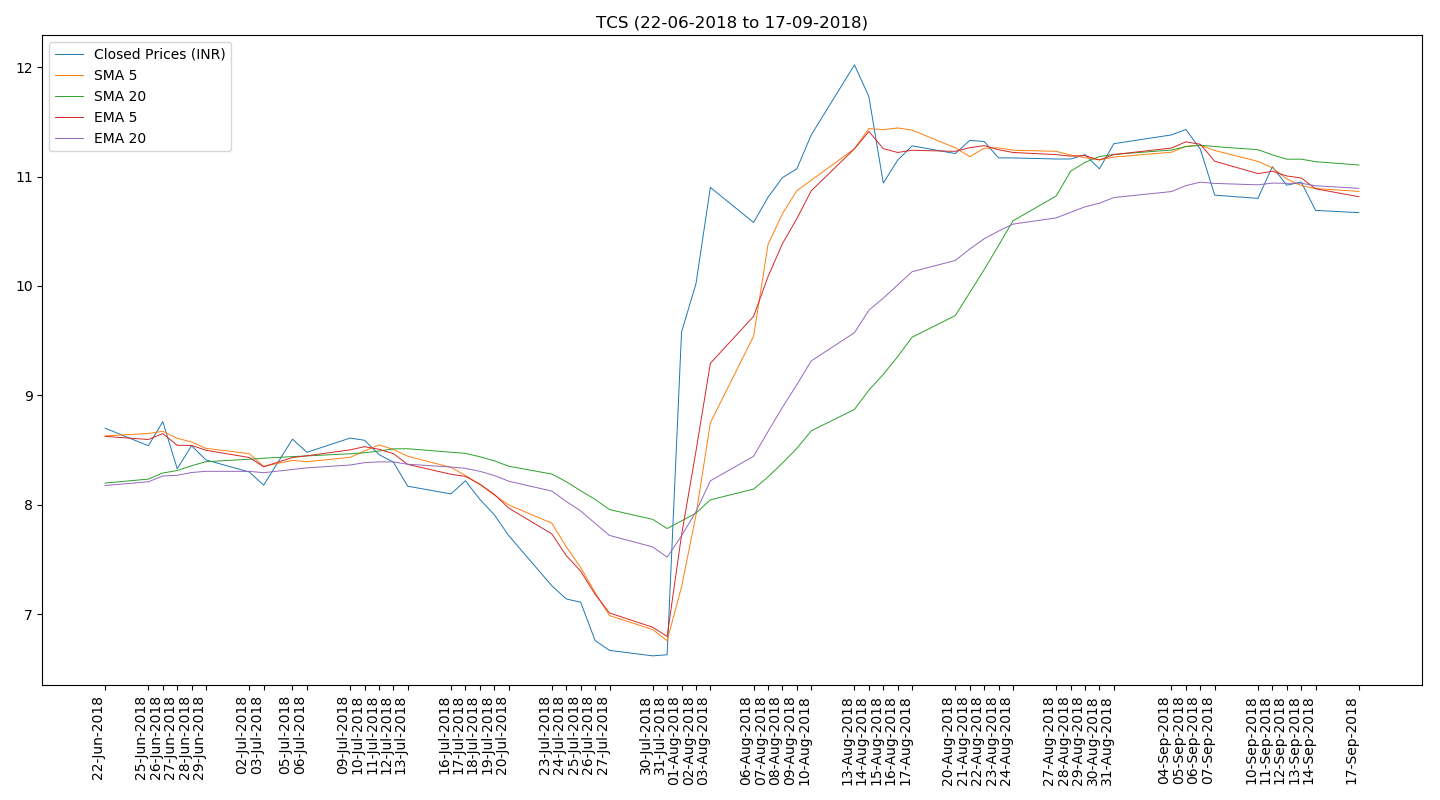 TCS (22-06-2018 to 17-09-2018)
Closed Prices (INR)
SMA 5
SMA 20
EMA 5
EMA 20
12
11
10
9
8
7
22-Jun-2018
25-Jun-2018
26-Jun-2018
27-Jun-2018
28-Jun-2018
29-Jun-2018
02-Jul-2018
03-Jul-2018
05-Jul-2018
06-Jul-2018
09-Jul-2018
10-Jul-2018
11-Jul-2018
12-Jul-2018
13-Jul-2018
16-Jul-2018
17-Jul-2018
18-Jul-2018
19-Jul-2018
20-Jul-2018
23-Jul-2018
24-Jul-2018
25-Jul-2018
26-Jul-2018
27-Jul-2018
30-Jul-2018
31-Jul-2018
01-Aug-2018
02-Aug-2018
03-Aug-2018
06-Aug-2018
07-Aug-2018
08-Aug-2018
09-Aug-2018
10-Aug-2018
13-Aug-2018
14-Aug-2018
15-Aug-2018
16-Aug-2018
17-Aug-2018
20-Aug-2018
21-Aug-2018
22-Aug-2018
23-Aug-2018
24-Aug-2018
27-Aug-2018
28-Aug-2018
29-Aug-2018
30-Aug-2018
31-Aug-2018
04-Sep-2018
05-Sep-2018
06-Sep-2018
07-Sep-2018
10-Sep-2018
11-Sep-2018
12-Sep-2018
13-Sep-2018
14-Sep-2018
17-Sep-2018